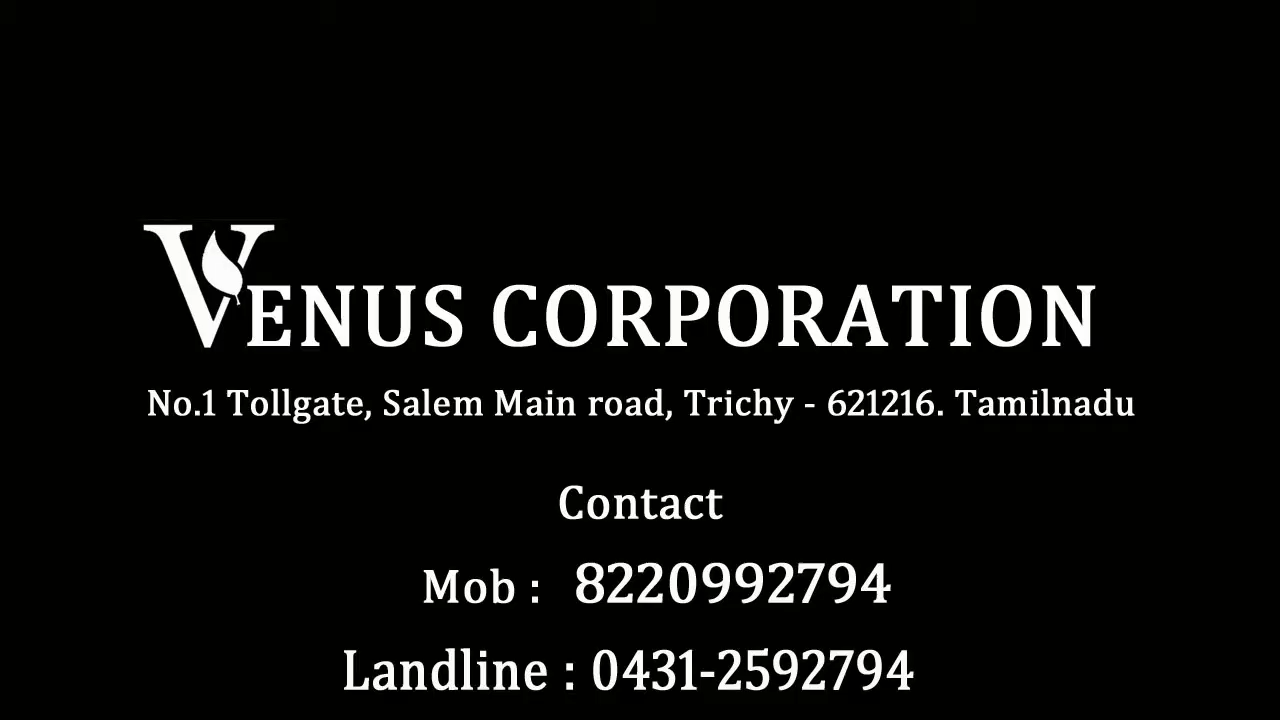 VENUS CORPORATION
No.1 Tollgate, Salem Main road, Trichy - 621216. Tamilnadu
Contact
Mob : 8220992794
Landline : 0431-2592794